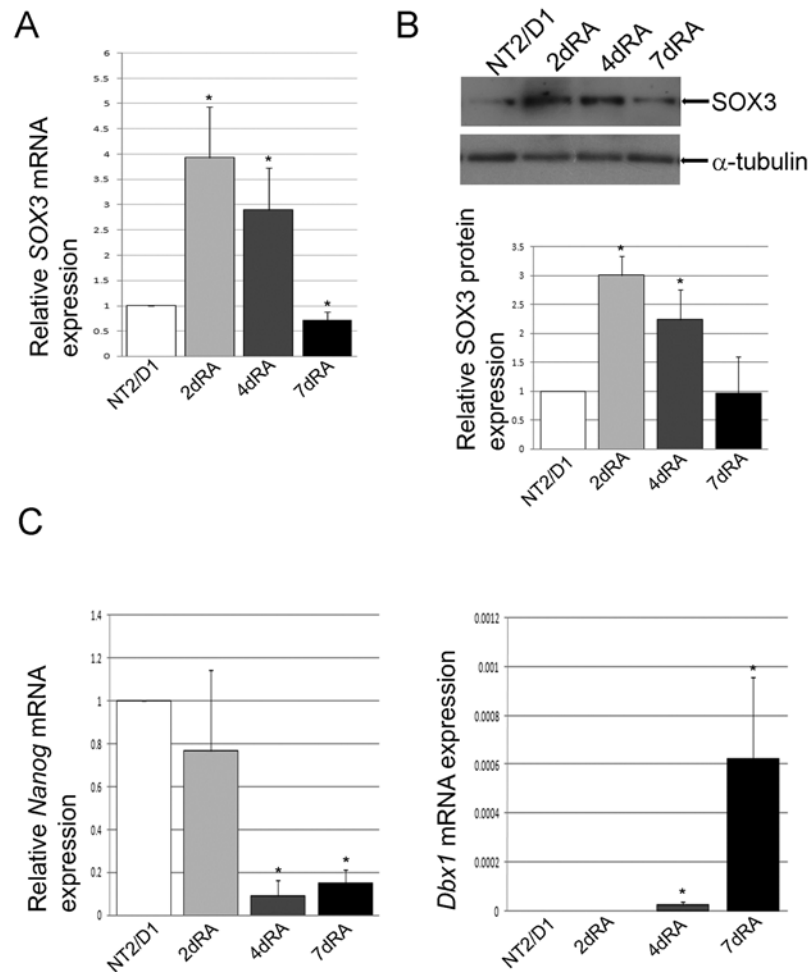 A
Relative SOX3 mRNA
expression
6
5.5
5
4.5
4
3.5
3
2.5
2
1.5
1
0.5
0
*
*
*
NT2/D1
2dRA
4dRA
7dRA
B
NT2/D1
2dRA
4dRA
7dRA
SOX3
α-tubulin
Relative SOX3 protein
expression
3.5
3
2.5
2
1.5
1
0.5
0
*
*
NT2/D1
2dRA
4dRA
7dRA
C
Relative Nanog mRNA
expression
1.4
1.2
1
0.8
0.6
0.4
0.2
0
*
*
NT2/D1
2dRA
4dRA
7dRA
Dbx1 mRNA expression
0.0012
0.001
0.0008
0.0006
0.0004
0.0002
0
*
*
NT2/D1
2dRA
4dRA
7dRA